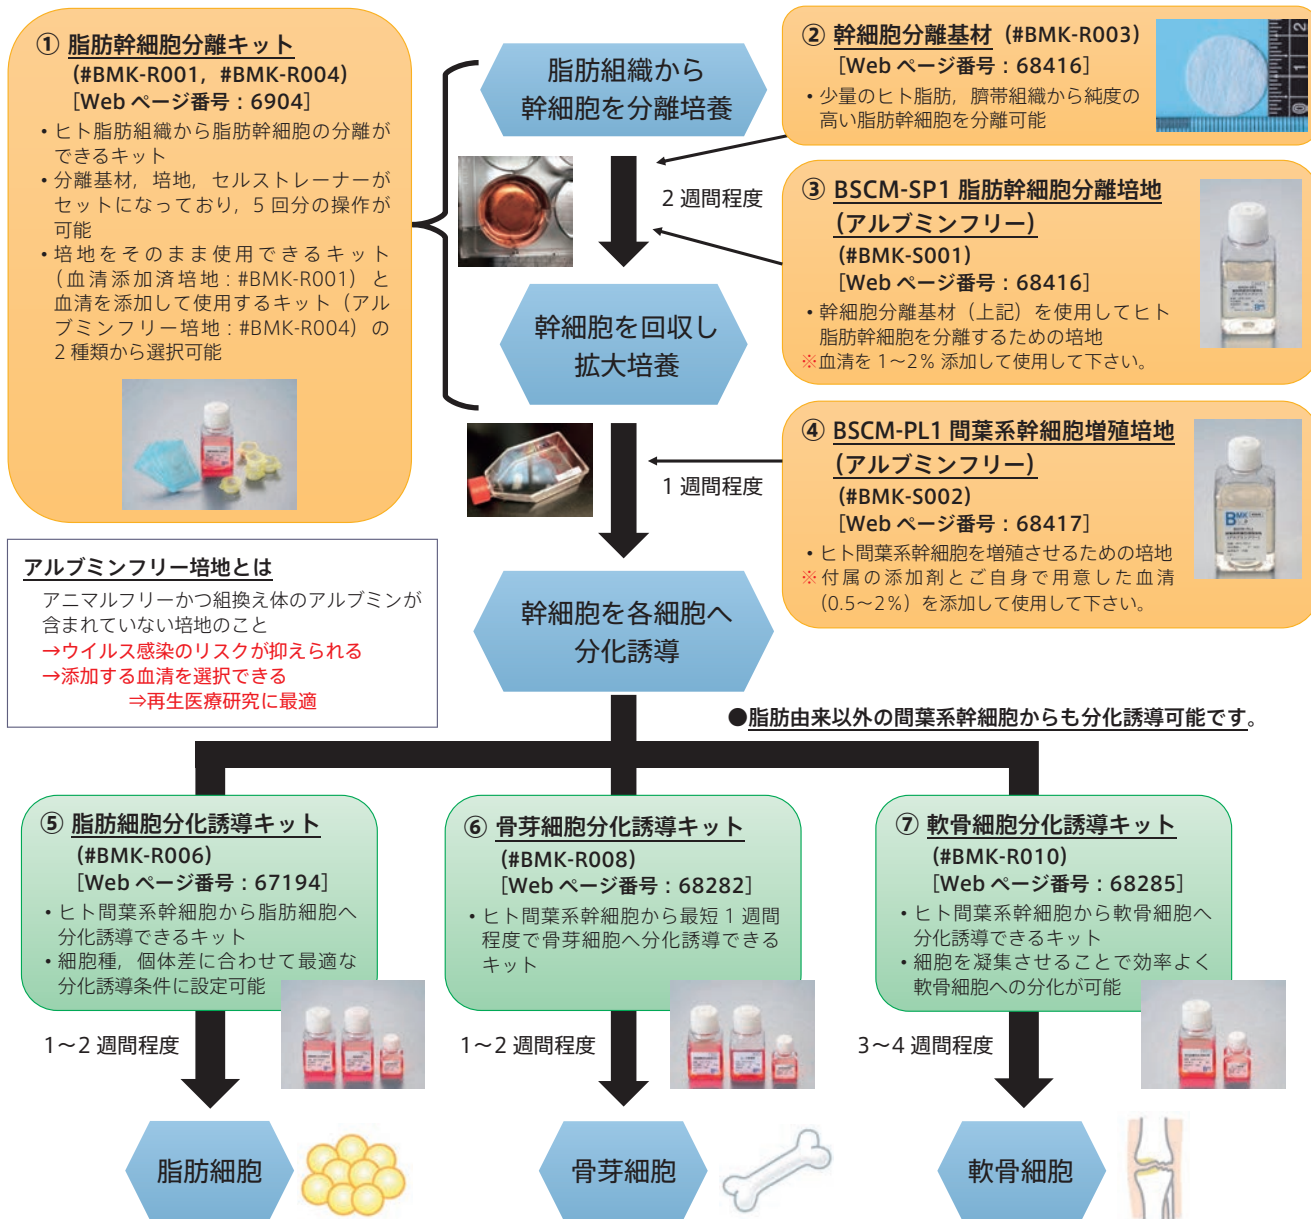 ① 脂肪幹細胞分離キット
(#BMK-R001, #BMK-R004)
[Web ページ番号：6904]
・ヒト脂肪組織から脂肪幹細胞の分離が
できるキット
・分離基材，培地，セルストレーナーが
セットになっており，5 回分の操作が
可能
・培地をそのまま使用できるキット
（血清添加済培地：#BMK-R001）と
血清を添加して使用するキット（アル
ブミンフリー培地：#BMK-R004）の
2 種類から選択可能
脂肪組織から
幹細胞を分離培養
2 週間程度
幹細胞を回収し
拡大培養
1 週間程度
幹細胞を各細胞へ
分化誘導
② 幹細胞分離基材 (#BMK-R003)
[Web ページ番号：68416]
・少量のヒト脂肪，臍帯組織から純度の
高い脂肪幹細胞を分離可能
0 1 2
③ BSCM-SP1 脂肪幹細胞分離培地
(アルブミンフリー)
(#BMK-S001)
[Web ページ番号：68416]
・幹細胞分離基材（上記）を使用してヒト
脂肪幹細胞を分離するための培地
※血清を 1～2% 添加して使用して下さい。
④ BSCM-PL1 間葉系幹細胞増殖培地
(アルブミンフリー)
(#BMK-S002)
[Web ページ番号：68417]
・ヒト間葉系幹細胞を増殖させるための培地
※付属の添加剤とご自身で用意した血清
（0.5～2%）を添加して使用して下さい。
BMK
アルブミンフリー培地とは
アニマルフリーかつ組換え体のアルブミンが
含まれていない培地のこと
→ウイルス感染のリスクが抑えられる
→添加する血清を選択できる
⇒再生医療研究に最適
●脂肪由来以外の間葉系幹細胞からも分化誘導可能です。
⑤ 脂肪細胞分化誘導キット
(#BMK-R006)
[Web ページ番号：67194]
・ヒト間葉系幹細胞から脂肪細胞へ
分化誘導できるキット
・細胞種，個体差に合わせて最適な
分化誘導条件に設定可能
1～2 週間程度
脂肪細胞
⑥ 骨芽細胞分化誘導キット
(#BMK-R008)
[Web ページ番号：68282]
・ヒト間葉系幹細胞から最短 1 週間
程度で骨芽細胞へ分化誘導できる
キット
1～2 週間程度
骨芽細胞
⑦ 軟骨細胞分化誘導キット
(#BMK-R010)
[Web ページ番号：68285]
・ヒト間葉系幹細胞から軟骨細胞へ
分化誘導できるキット
・細胞を凝集させることで効率よく
軟骨細胞への分化が可能
3～4 週間程度
軟骨細胞